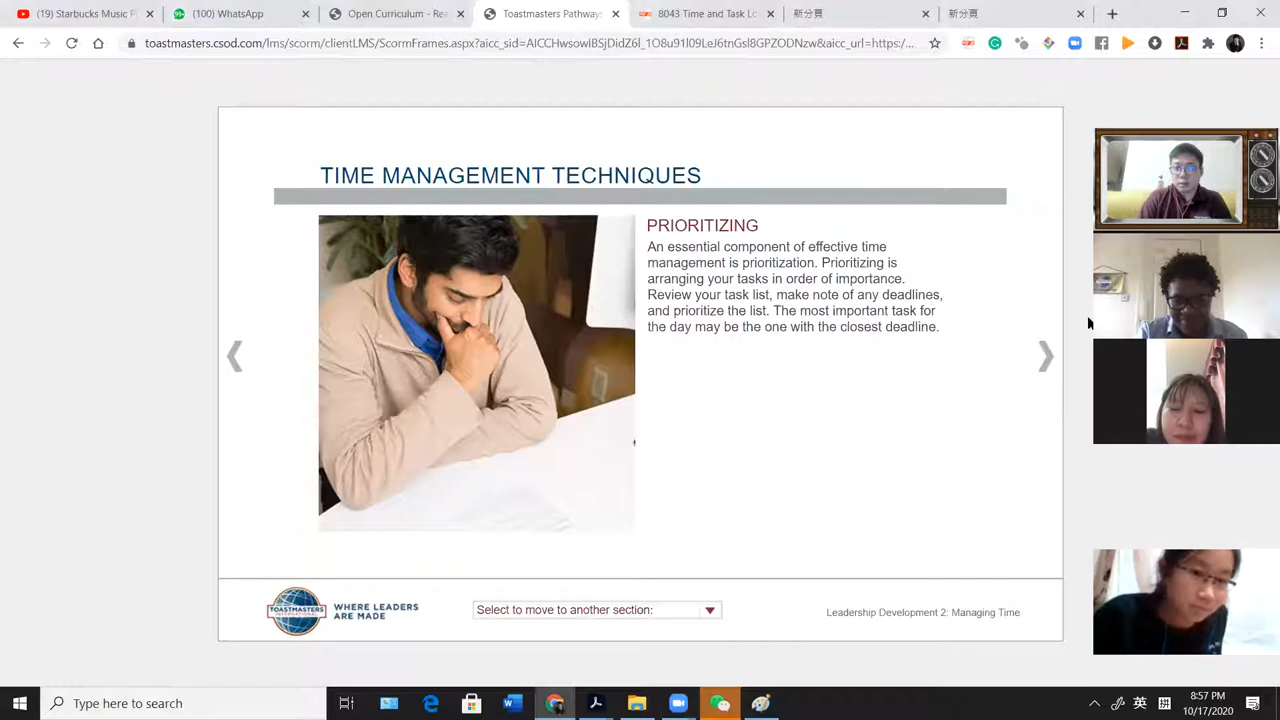 (19) Starbucks Music Pl
(100) WhatsApp
Open Curriculum - Rea
Toastmasters Pathways
8043 Time and Task Lo
新分頁
新分頁
toastmasters.csod.com/lms/scorm/clientLMS/ScormFrames.aspx?aicc_sid=AICCHwsowlBSjDidZ6l_1O8u91l09LeJ6tnGsl8GPZODNzw&aicc_url=https:/...
TIME MANAGEMENT TECHNIQUES
PRIORITIZING
An essential component of effective time
management is prioritization. Prioritizing is
arranging your tasks in order of importance.
Review your task list, make note of any deadlines,
and prioritize the list. The most important task for
the day may be the one with the closest deadline.
TOASTMASTERS
INTERNATIONAL
WHERE LEADERS
ARE MADE
Select to move to another section:
Leadership Development 2: Managing Time
Type here to search
英
拼
8:57 PM
10/17/2020